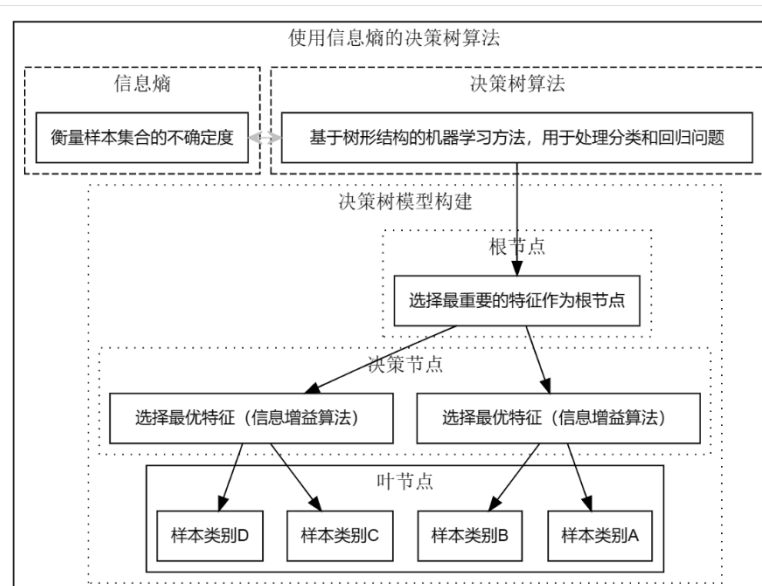 使用信息熵的决策树算法
信息熵
决策树算法
衡量样本集合的不确定度
基于树形结构的机器学习方法，用于处理分类和回归问题
决策树模型构建
根节点
选择最重要的特征作为根节点
决策节点
选择最优特征（信息增益算法）
选择最优特征（信息增益算法）
叶节点
样本类别D
样本类别C
样本类别B
样本类别A